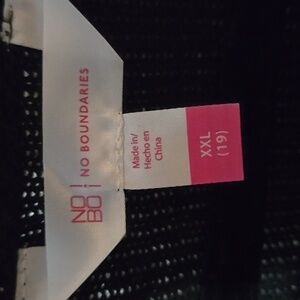 NO
BO
NO BOUNDARIES
Made in/
Hecho en
China
XXL
(19)